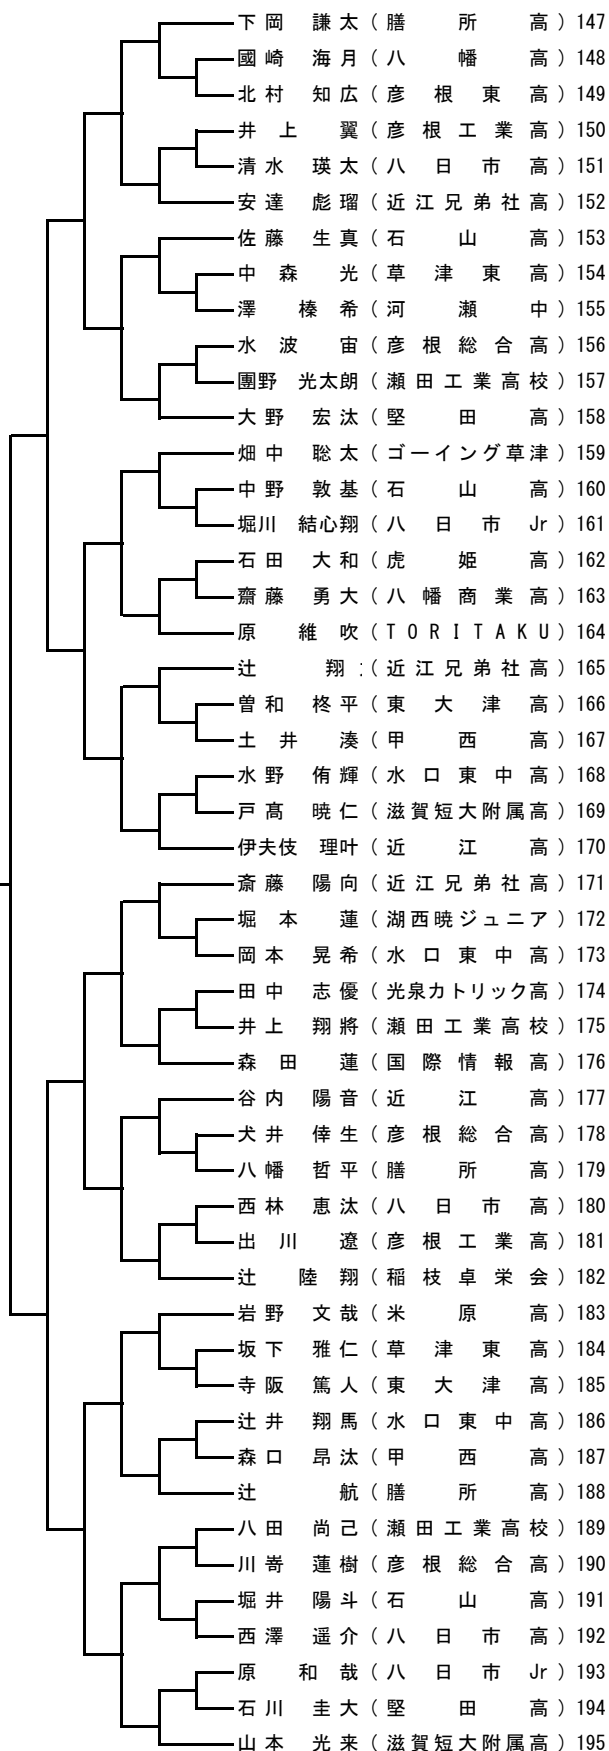 下岡 謙太 (膳所高) 147
國崎 海月 (八幡高) 148
北村 知広 (彦根東高) 149
井上 翼 (彦根工業高) 150
清水 瑛太 (八日市高) 151
安達 彪瑠 (近江兄弟社高) 152
佐藤 生真 (石山高) 153
中森 光 (草津東高) 154
澤 榛希 (河瀬中) 155
水波 宙 (彦根総合高) 156
團野 光太朗 (瀬田工業高校) 157
大野 宏汰 (堅田高) 158
畑中 聡太 (ゴーイング草津) 159
中野 敦基 (石山高) 160
堀川 結心翔 (八日市Jr) 161
石田 大和 (虎姫高) 162
齋藤 勇大 (八幡商業高) 163
原 維吹 (TORITAKU) 164
辻 翔 (近江兄弟社高) 165
曽和 柊平 (東大津高) 166
土井 湊 (甲西高) 167
水野 侑輝 (水口東中高) 168
戸髙 暁仁 (滋賀短大附属高) 169
伊夫伎 理叶 (近江高) 170
斎藤 陽向 (近江兄弟社高) 171
堀本 蓮 (湖西暁ジュニア) 172
岡本 晃希 (水口東中高) 173
田中 志優 (光泉カトリック高) 174
井上 翔將 (瀬田工業高校) 175
森田 蓮 (国際情報高) 176
谷内 陽音 (近江高) 177
犬井 倖生 (彦根総合高) 178
八幡 哲平 (膳所高) 179
西林 恵汰 (八日市高) 180
出川 遼 (彦根工業高) 181
辻 陸翔 (稲枝卓栄会) 182
岩野 文哉 (米原高) 183
坂下 雅仁 (草津東高) 184
寺阪 篤人 (東大津高) 185
辻井 翔馬 (水口東中高) 186
森口 昂汰 (甲西高) 187
辻 航 (膳所高) 188
八田 尚己 (瀬田工業高校) 189
川嵜 蓮樹 (彦根総合高) 190
堀井 陽斗 (石山高) 191
西澤 遥介 (八日市高) 192
原 和哉 (八日市Jr) 193
石川 圭大 (堅田高) 194
山本 光来 (滋賀短大附属高) 195